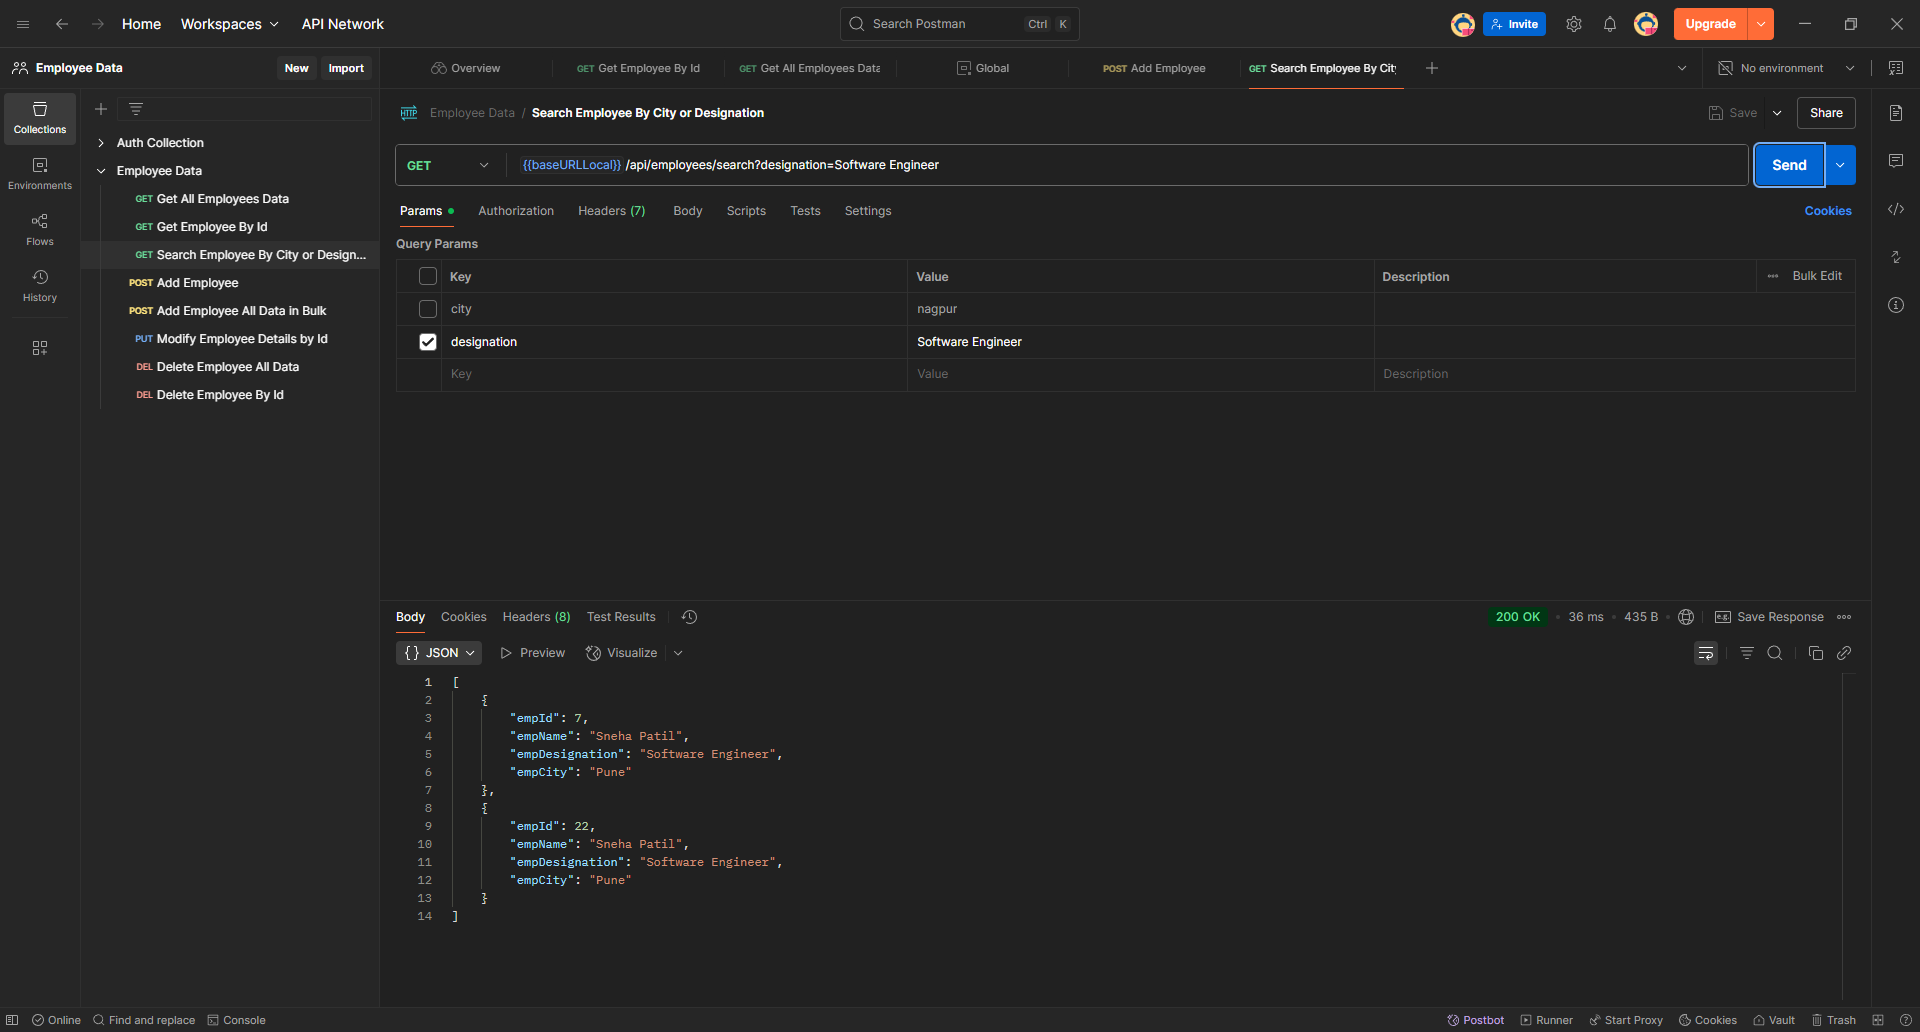 Home Workspaces API Network Search Postman Ctrl K Invite Upgrade
Employee Data New Import
Overview GET Get Employee By Id GET Get All Employees Data Global POST Add Employee GET Search Employee By Cit No environment
Collections
Environments
Flows
History
Auth Collection
Employee Data
GET Get All Employees Data
GET Get Employee By Id
GET Search Employee By City or Design...
POST Add Employee
POST Add Employee All Data in Bulk
PUT Modify Employee Details by Id
DEL Delete Employee All Data
DEL Delete Employee By Id
HTTP Employee Data / Search Employee By City or Designation Save Share
GET {{baseURLLocal}} /api/employees/search?designation=Software Engineer Send
Params Authorization Headers (7) Body Scripts Tests Settings Cookies
Query Params
Key Value Description Bulk Edit
city nagpur
designation Software Engineer
Key Value Description
Body Cookies Headers (8) Test Results 200 OK 36 ms 435 B e.g. Save Response
{} JSON Preview Visualize
1 [
2 {
3 "empId": 7,
4 "empName": "Sneha Patil",
5 "empDesignation": "Software Engineer",
6 "empCity": "Pune"
7 },
8 {
9 "empId": 22,
10 "empName": "Sneha Patil",
11 "empDesignation": "Software Engineer",
12 "empCity": "Pune"
13 }
14 ]
Online Find and replace Console Postbot Runner Start Proxy Cookies Vault Trash